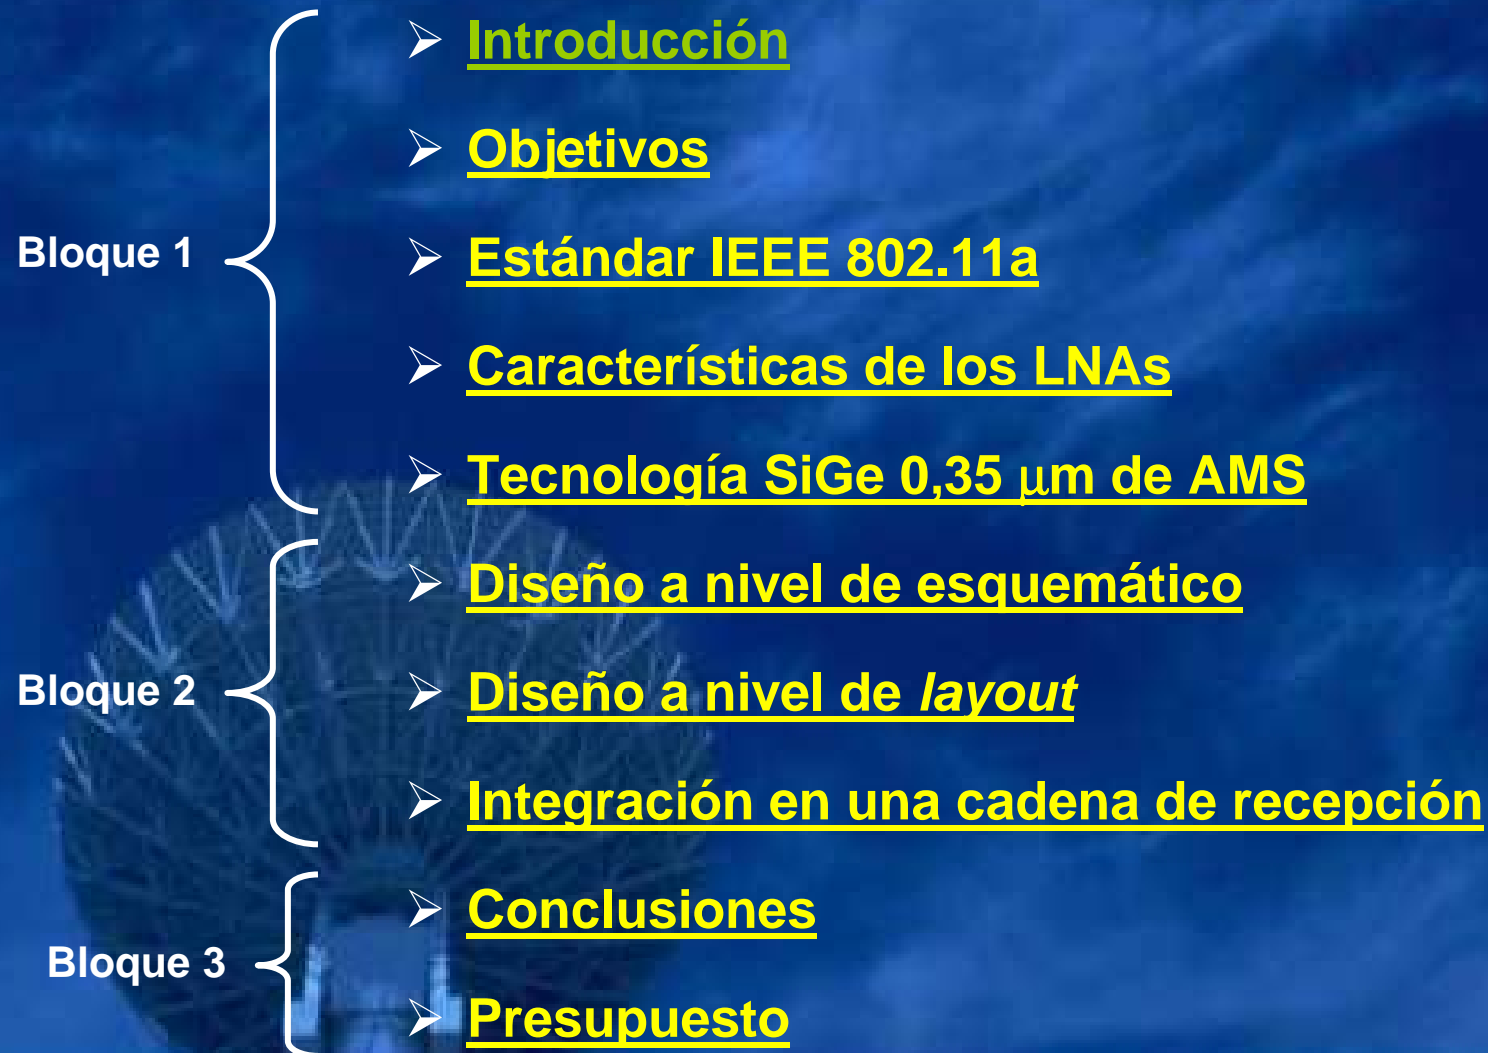 Introducción
Objetivos
Bloque 1
Estándar IEEE 802.11a
Características de los LNAs
Tecnología SiGe 0,35 μm de AMS
Diseño a nivel de esquemático
Bloque 2
Diseño a nivel de layout
Integración en una cadena de recepción
Conclusiones
Bloque 3
Presupuesto